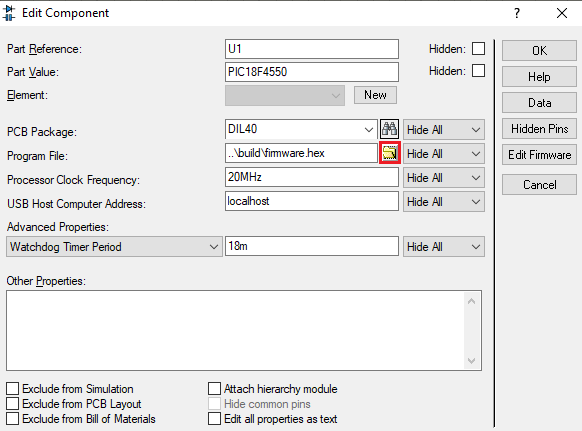 Edit Component ? ×
Part Reference: U1 Hidden: OK
Part Value: PIC18F4550 Hidden: Help
Element: New
Data
PCB Package: DIL40 Hide All Hidden Pins
Program File: ..\build\firmware.hex Hide All Edit Firmware
Processor Clock Frequency: 20MHz Hide All
Cancel
USB Host Computer Address: localhost Hide All
Advanced Properties:
Watchdog Timer Period 18m Hide All
Other Properties:
Exclude from Simulation Attach hierarchy module
Exclude from PCB Layout Hide common pins
Exclude from Bill of Materials Edit all properties as text